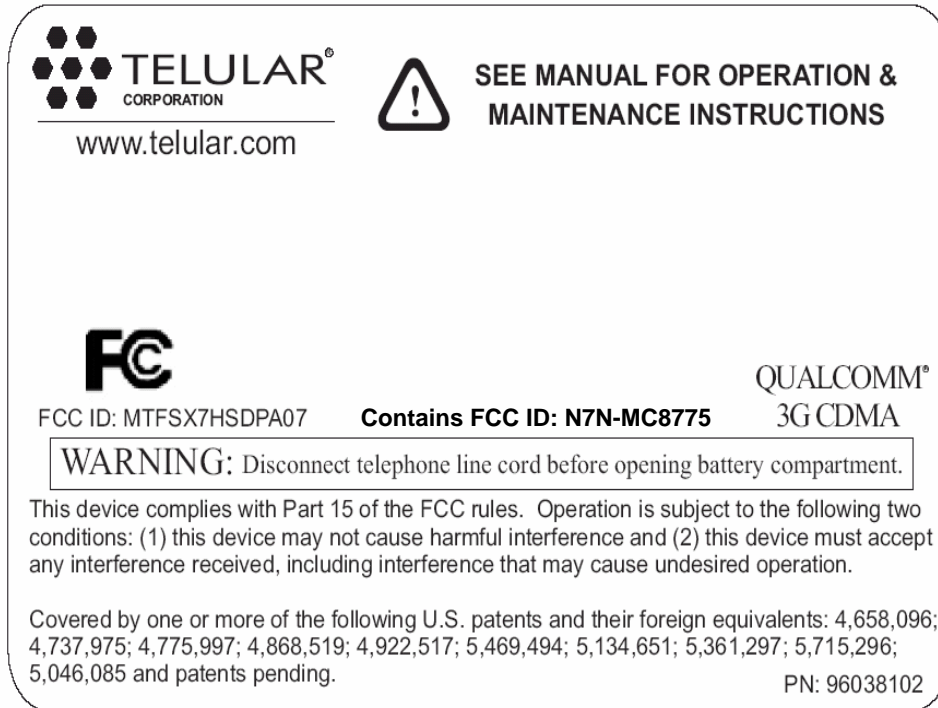 TELULAR®
CORPORATION
www.telular.com
!
SEE MANUAL FOR OPERATION &
MAINTENANCE INSTRUCTIONS
FC
FCC ID: MTFSX7HSDPA07
Contains FCC ID: N7N-MC8775
QUALCOMM®
3G CDMA
WARNING: Disconnect telephone line cord before opening battery compartment.
This device complies with Part 15 of the FCC rules.  Operation is subject to the following two
conditions: (1) this device may not cause harmful interference and (2) this device must accept
any interference received, including interference that may cause undesired operation.
Covered by one or more of the following U.S. patents and their foreign equivalents: 4,658,096;
4,737,975; 4,775,997; 4,868,519; 4,922,517; 5,469,494; 5,134,651; 5,361,297; 5,715,296;
5,046,085 and patents pending.
PN: 96038102